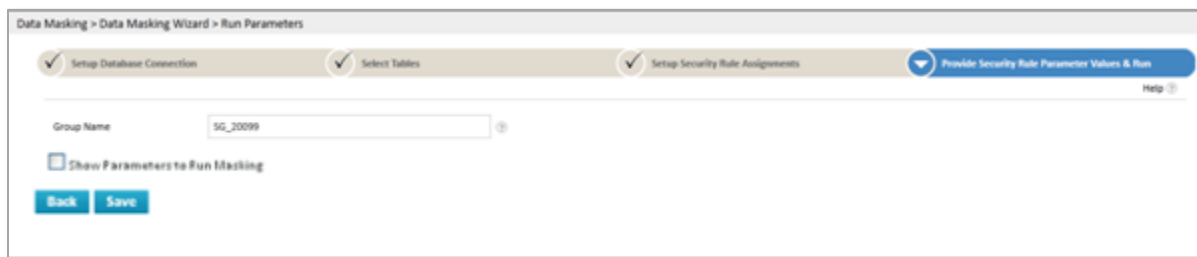 Data Masking > Data Masking Wizard > Run Parameters
Setup Database Connection Select Tables Setup Security Rule Assignments Provide Security Rule Parameter Values & Run
Help ?
Group Name SG_20099 ?
Show Parameters to Run Masking
Back Save